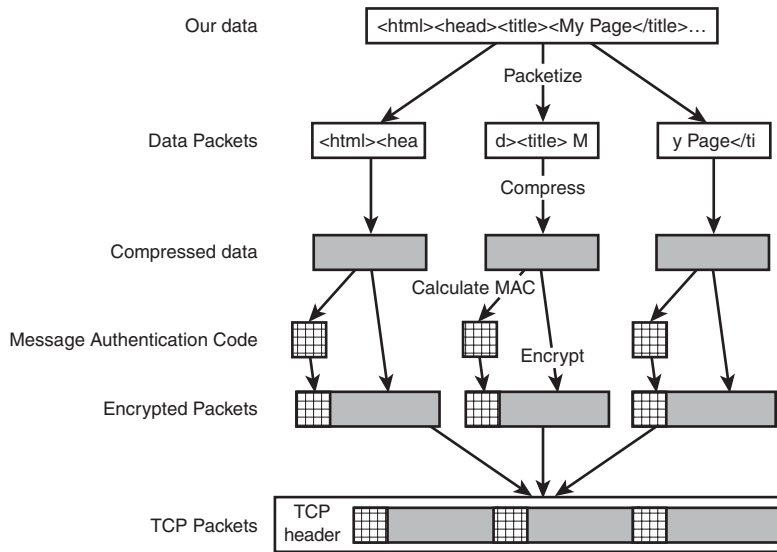 Our data
<html><head><title><My Page</title>...
Packetize
Data Packets
<html><hea
d><title> M
y Page</ti
Compress
Compressed data
Calculate MAC
Message Authentication Code
Encrypt
Encrypted Packets
TCP Packets
TCP
header